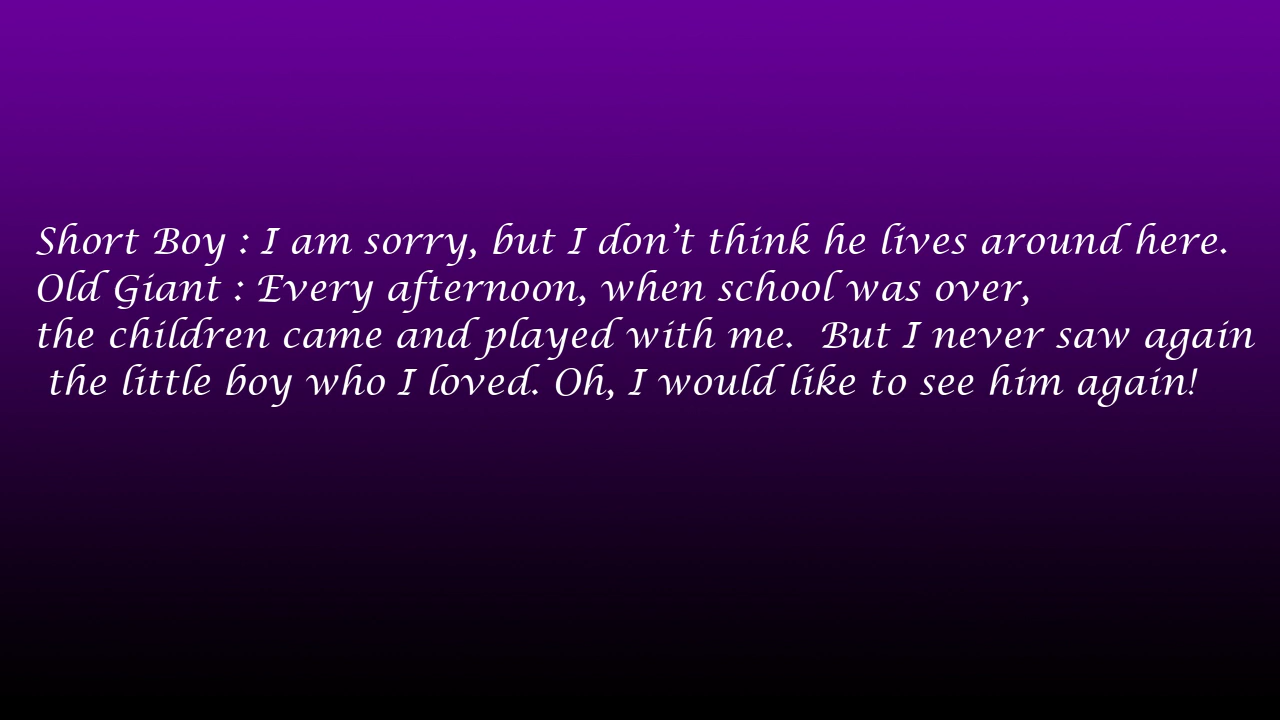 Short Boy : I am sorry, but I don’t think he lives around here.
Old Giant : Every afternoon, when school was over,
the children came and played with me.  But I never saw again
the little boy who I loved. Oh, I would like to see him again!